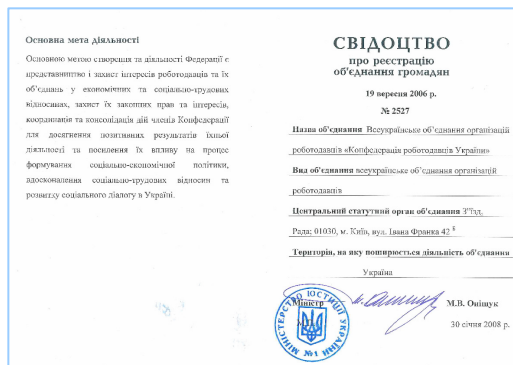 Основна мета діяльності
Основною метою створення та діяльності Федерації є
представництво і захист інтересів роботодавців та їх
об'єднань у економічних та соціально-трудових
відносинах, захист їх законних прав та інтересів,
координація та консолідація дій членів Конфедерації
для досягнення позитивних результатів їхньої
діяльності та посилення їх впливу на процес
формування соціально-економічної політики,
вдосконалення соціально-трудових відносин та
розвитку соціального діалогу в Україні.
СВІДОЦТВО
про реєстрацію
об'єднання громадян
19 вересня 2006 р.
№ 2527
Назва об'єднання Всеукраїнське об'єднання організацій
роботодавців «Конфедерація роботодавців України»
Вид об'єднання всеукраїнське об'єднання організацій
роботодавців
Центральний статутний орган об'єднання З'їзд,
Рада; 01030, м. Київ, вул. Івана Франка 42 б
Територія, на яку поширюється діяльність об'єднання
Україна
Міністр
М.В. Оніщук
30 січня 2008 р.
МІНІСТЕРСТВО ЮСТИЦІЇ УКРАЇНИ
№1